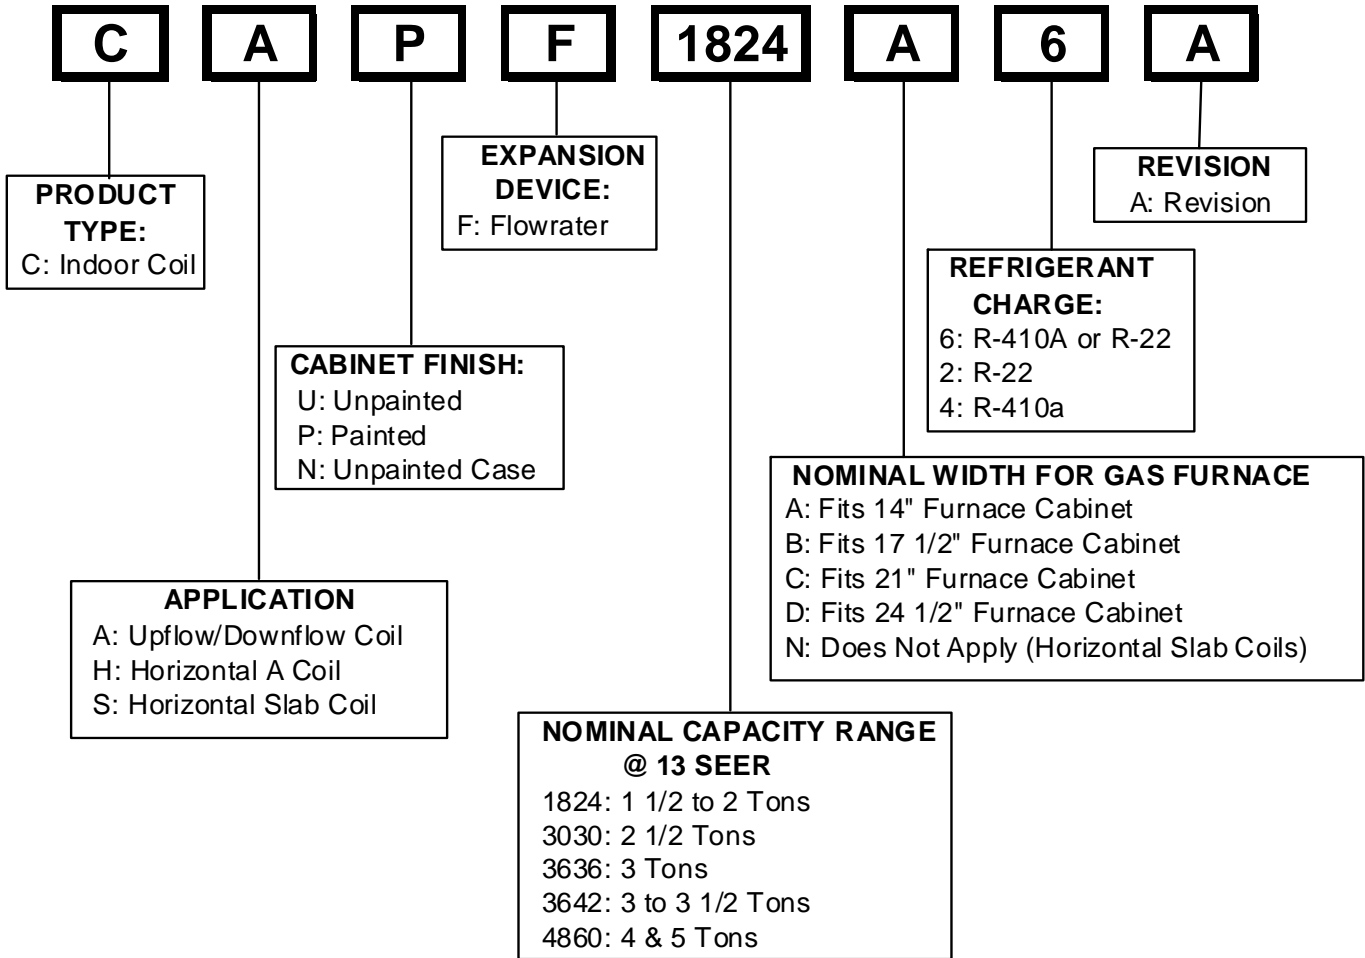 C A P F 1824 A 6 A
PRODUCT
TYPE:
C: Indoor Coil
EXPANSION
DEVICE:
F: Flowrater
REVISION
A: Revision
REFRIGERANT
CHARGE:
6: R-410A or R-22
2: R-22
4: R-410a
CABINET FINISH:
U: Unpainted
P: Painted
N: Unpainted Case
NOMINAL WIDTH FOR GAS FURNACE
A: Fits 14" Furnace Cabinet
B: Fits 17 1/2" Furnace Cabinet
C: Fits 21" Furnace Cabinet
D: Fits 24 1/2" Furnace Cabinet
N: Does Not Apply (Horizontal Slab Coils)
APPLICATION
A: Upflow/Downflow Coil
H: Horizontal A Coil
S: Horizontal Slab Coil
NOMINAL CAPACITY RANGE
@ 13 SEER
1824: 1 1/2 to 2 Tons
3030: 2 1/2 Tons
3636: 3 Tons
3642: 3 to 3 1/2 Tons
4860: 4 & 5 Tons